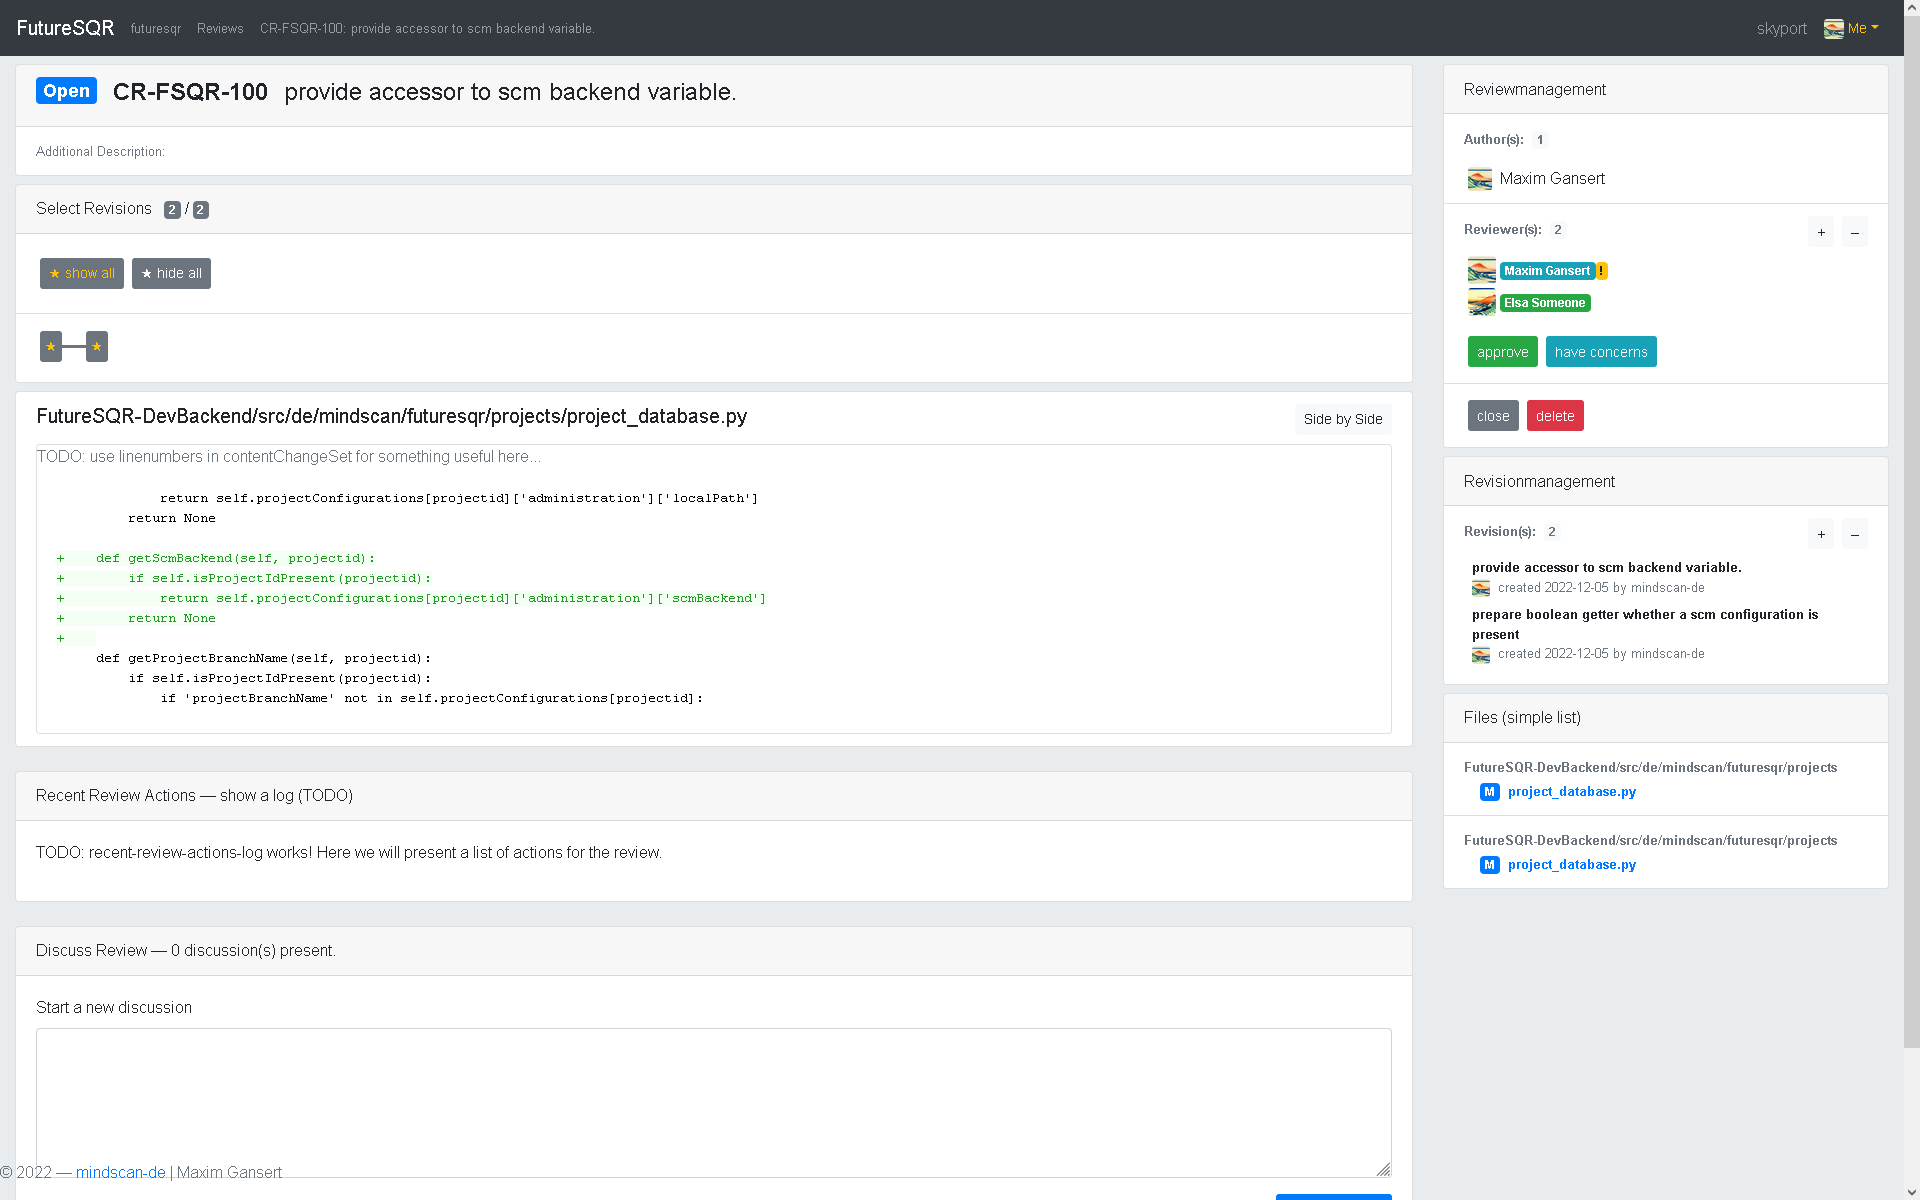 FutureSQR futuresqr Reviews CR-FSQR-100: provide accessor to scm backend variable. skyport Me
Open CR-FSQR-100 provide accessor to scm backend variable.
Additional Description:
Select Revisions 2 / 2
★ show all ★ hide all
★ ★
FutureSQR-DevBackend/src/de/mindscan/futuresqr/projects/project_database.py Side by Side
TODO: use linenumbers in contentChangeSet for something useful here...
             return self.projectConfigurations[projectid]['administration']['localPath']
         return None
+    def getScmBackend(self, projectid):
+        if self.isProjectIdPresent(projectid):
+            return self.projectConfigurations[projectid]['administration']['scmBackend']
+        return None
+
     def getProjectBranchName(self, projectid):
         if self.isProjectIdPresent(projectid):
             if 'projectBranchName' not in self.projectConfigurations[projectid]:
Recent Review Actions — show a log (TODO)
TODO: recent-review-actions-log works! Here we will present a list of actions for the review.
Discuss Review — 0 discussion(s) present.
Start a new discussion
© 2022 — mindscan-de | Maxim Gansert
Reviewmanagement
Author(s): 1
Maxim Gansert
Reviewer(s): 2 + –
Maxim Gansert !
Elsa Someone
approve have concerns
close delete
Revisionmanagement
Revision(s): 2 + –
provide accessor to scm backend variable.
created 2022-12-05 by mindscan-de
prepare boolean getter whether a scm configuration is
present
created 2022-12-05 by mindscan-de
Files (simple list)
FutureSQR-DevBackend/src/de/mindscan/futuresqr/projects
M project_database.py
FutureSQR-DevBackend/src/de/mindscan/futuresqr/projects
M project_database.py